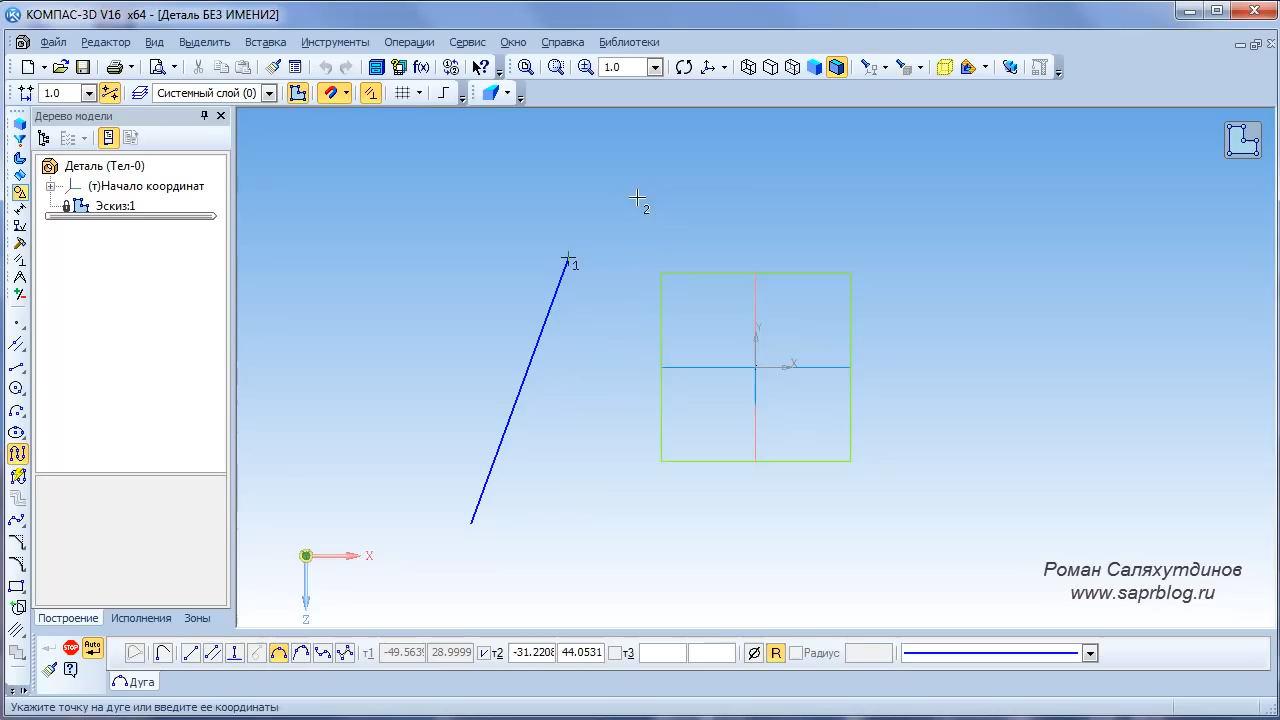 КОМПАС-3D V16 x64 - [Деталь БЕЗ ИМЕНИ2]
Файл Редактор Вид Выделить Вставка Инструменты Операции Сервис Окно Справка Библиотеки
f(x) 1.0
1.0 Системный слой (0)
Дерево модели
Деталь (Тел-0)
(т)Начало координат
Эскиз:1
2
1
Y
X
X
Z
Роман Саляхутдинов
www.saprblog.ru
Построение Исполнения Зоны
STOP Auto т1 -49.5639 28.9999 т2 -31.2208 44.0531 т3 R Радиус
Дуга
Укажите точку на дуге или введите ее координаты